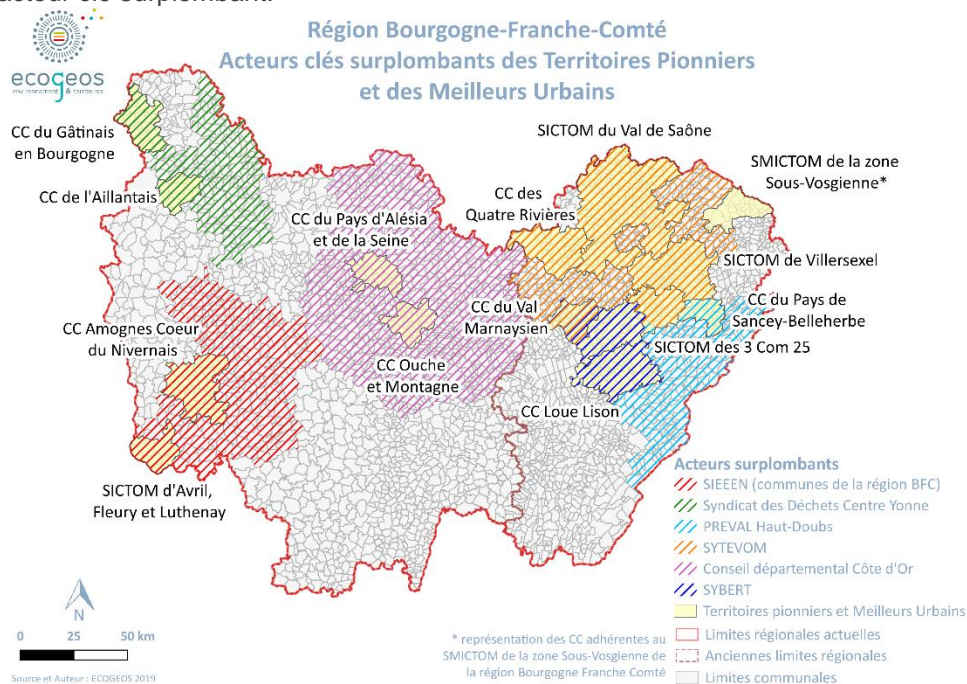 acteur clé surplombant.
ecogeos
environnement & territoires
Région Bourgogne-Franche-Comté
Acteurs clés surplombants des Territoires Pionniers
et des Meilleurs Urbains
CC du Gâtinais
en Bourgogne
CC de l'Aillantais
CC du Pays d'Alésia
et de la Seine
CC des
Quatre Rivières
SICTOM du Val de Saône
SMICTOM de la zone
Sous-Vosgienne*
SICTOM de Villersexel
CC du Pays de
Sancey-Belleherbe
SICTOM des 3 Com 25
CC du Val
Marnaysien
CC Amognes Coeur
du Nivernais
CC Ouche
et Montagne
CC Loue Lison
SICTOM d'Avril,
Fleury et Luthenay
Acteurs surplombants
SIEEEN (communes de la région BFC)
Syndicat des Déchets Centre Yonne
PREVAL Haut-Doubs
SYTEVOM
Conseil départemental Côte d'Or
SYBERT
Territoires pionniers et Meilleurs Urbains
Limites régionales actuelles
Anciennes limites régionales
Limites communales
N
0 25 50 km
Source et Auteur : ECOGEOS 2019
* représentation des CC adhérentes au
SMICTOM de la zone Sous-Vosgienne de
la région Bourgogne Franche Comté